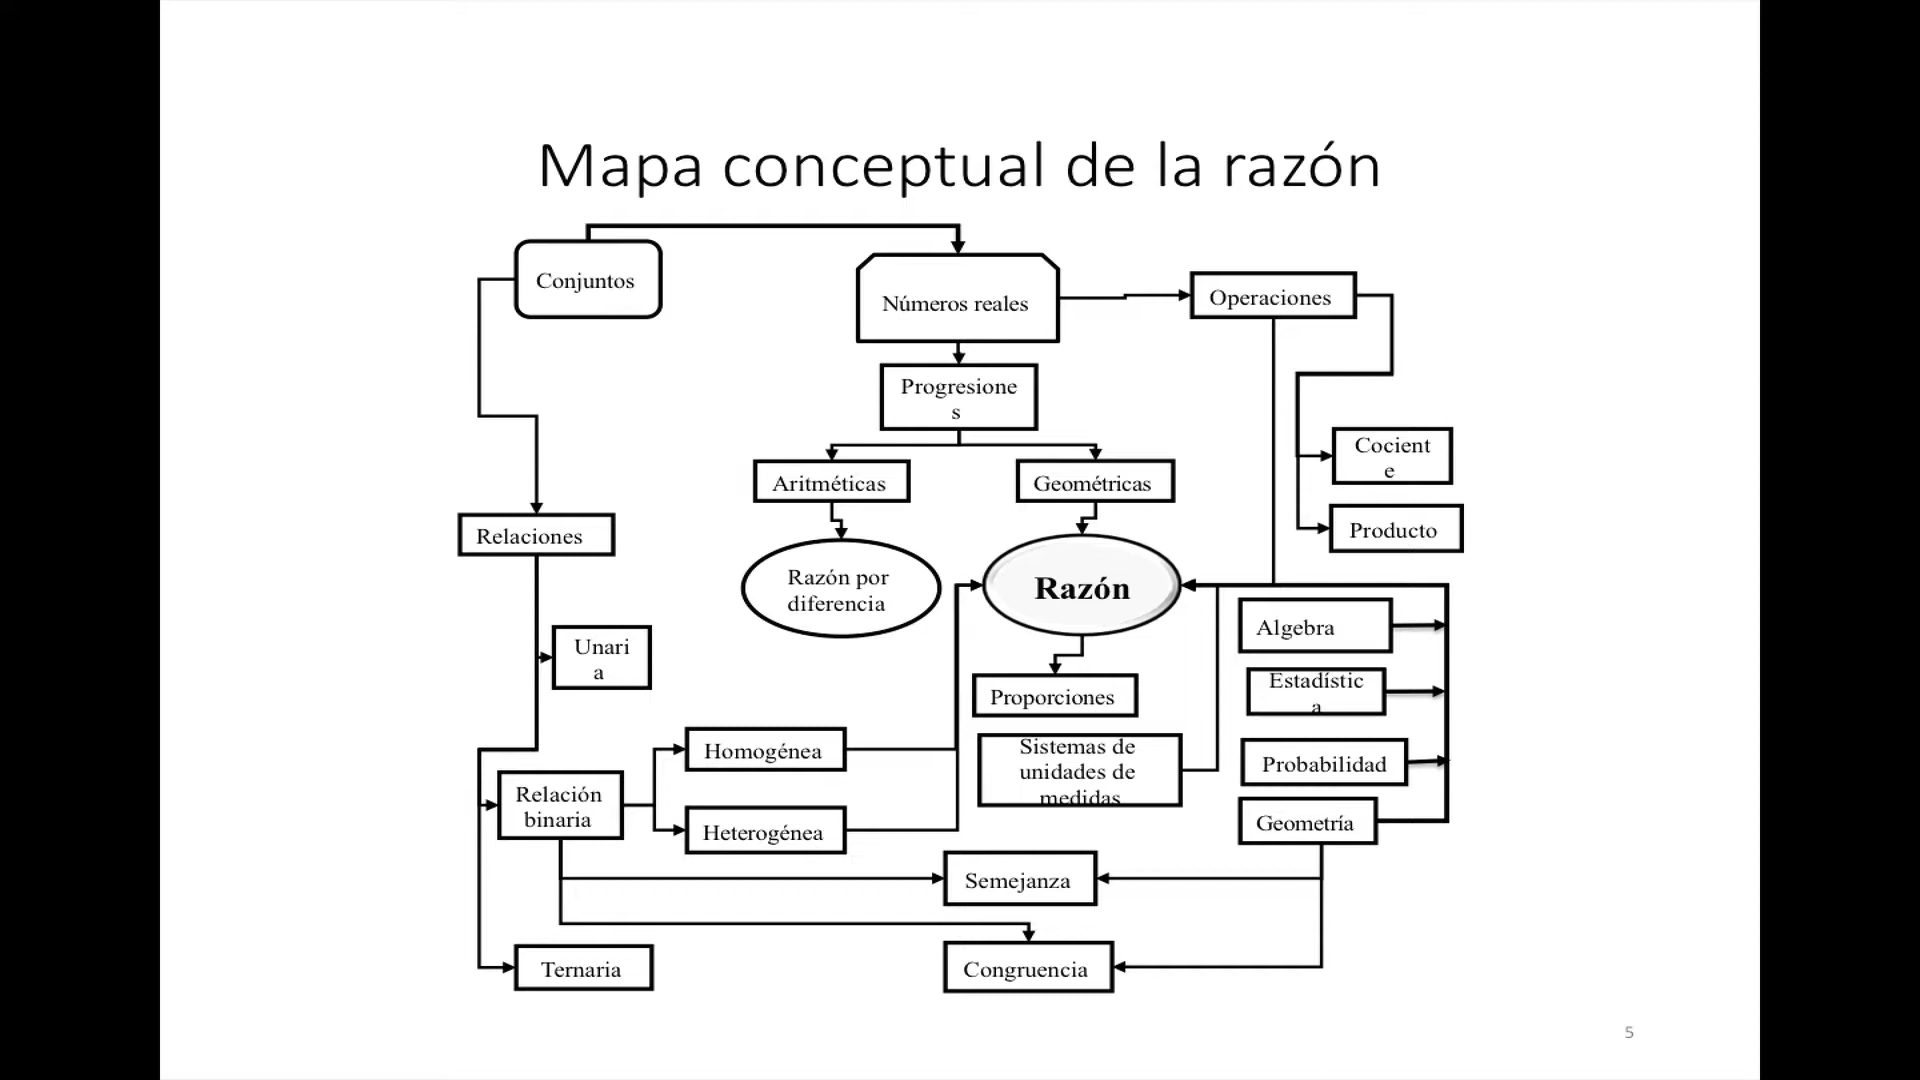 Mapa conceptual de la razón
Conjuntos
Números reales
Operaciones
Progresione
s
Cocient
e
Aritméticas
Geométricas
Producto
Relaciones
Razón por
diferencia
Razón
Algebra
Unari
a
Estadístic
a
Proporciones
Homogénea
Sistemas de
unidades de
medidas
Probabilidad
Relación
binaria
Heterogénea
Geometría
Semejanza
Ternaria
Congruencia
5